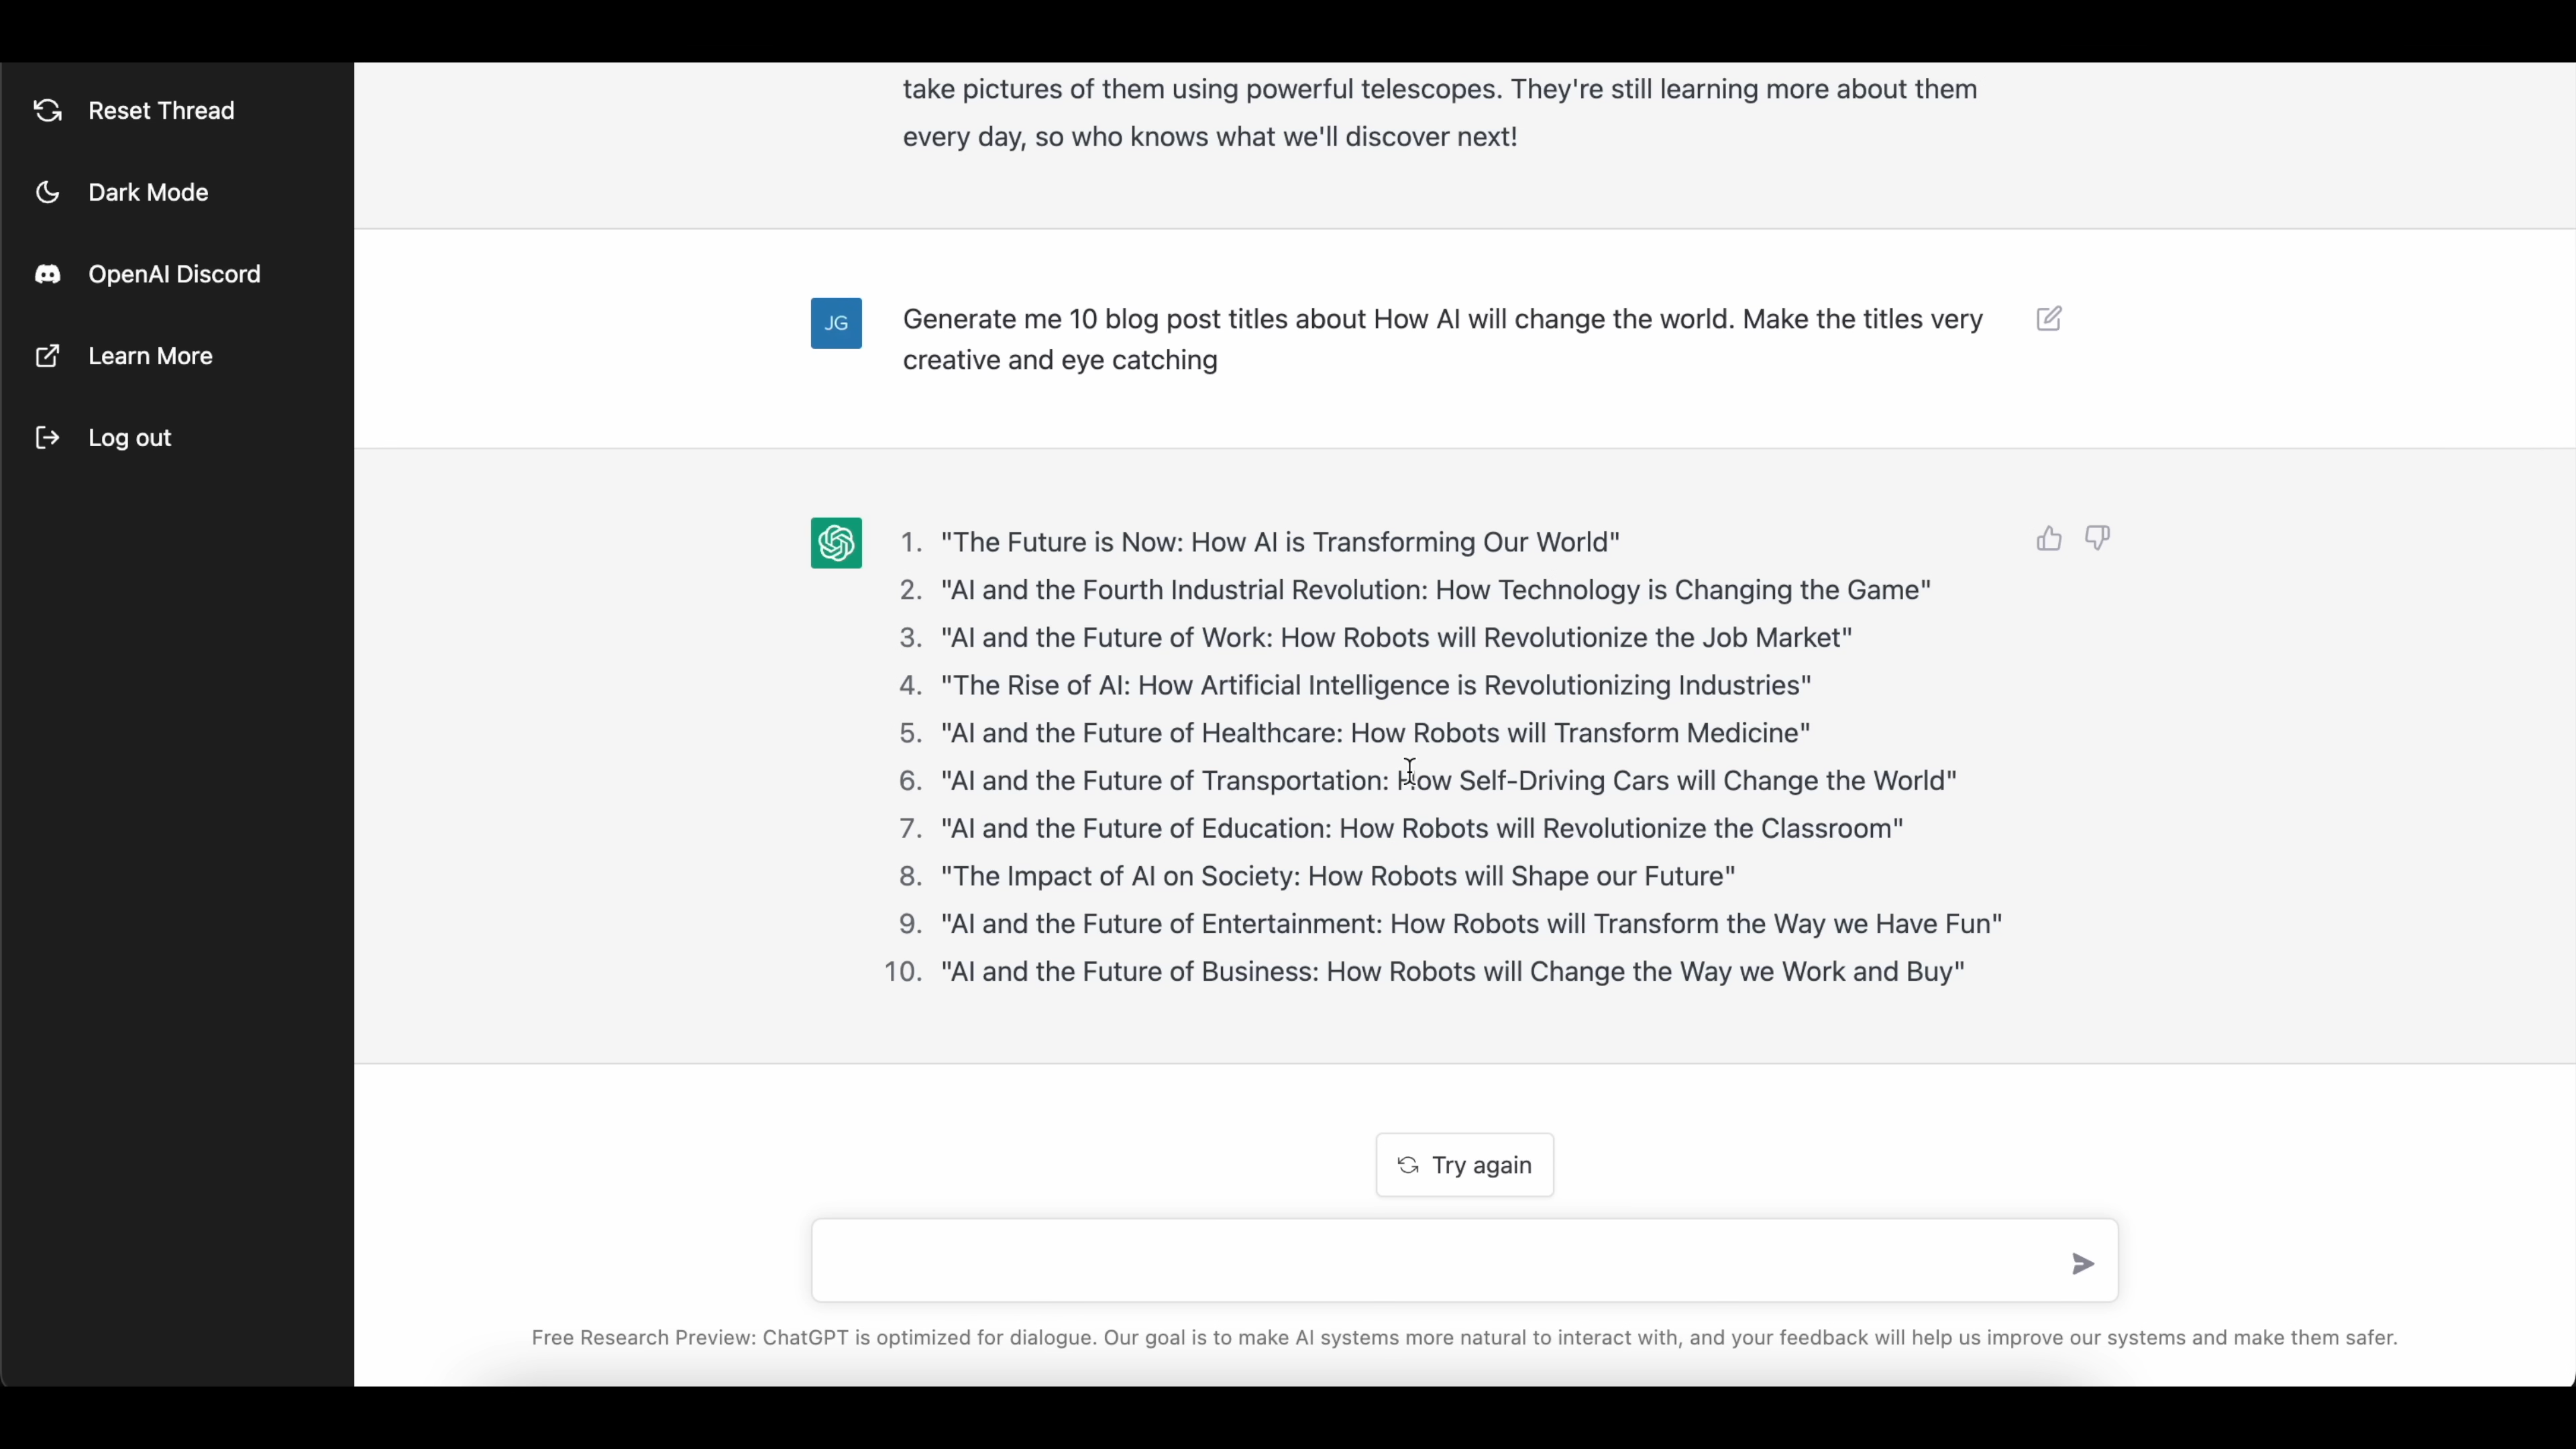 Reset Thread
Dark Mode
OpenAI Discord
Learn More
Log out
take pictures of them using powerful telescopes. They're still learning more about them
every day, so who knows what we'll discover next!
JG
Generate me 10 blog post titles about How AI will change the world. Make the titles very
creative and eye catching
1. "The Future is Now: How AI is Transforming Our World"
2. "AI and the Fourth Industrial Revolution: How Technology is Changing the Game"
3. "AI and the Future of Work: How Robots will Revolutionize the Job Market"
4. "The Rise of AI: How Artificial Intelligence is Revolutionizing Industries"
5. "AI and the Future of Healthcare: How Robots will Transform Medicine"
6. "AI and the Future of Transportation: How Self-Driving Cars will Change the World"
7. "AI and the Future of Education: How Robots will Revolutionize the Classroom"
8. "The Impact of AI on Society: How Robots will Shape our Future"
9. "AI and the Future of Entertainment: How Robots will Transform the Way we Have Fun"
10. "AI and the Future of Business: How Robots will Change the Way we Work and Buy"
Try again
Free Research Preview: ChatGPT is optimized for dialogue. Our goal is to make AI systems more natural to interact with, and your feedback will help us improve our systems and make them safer.